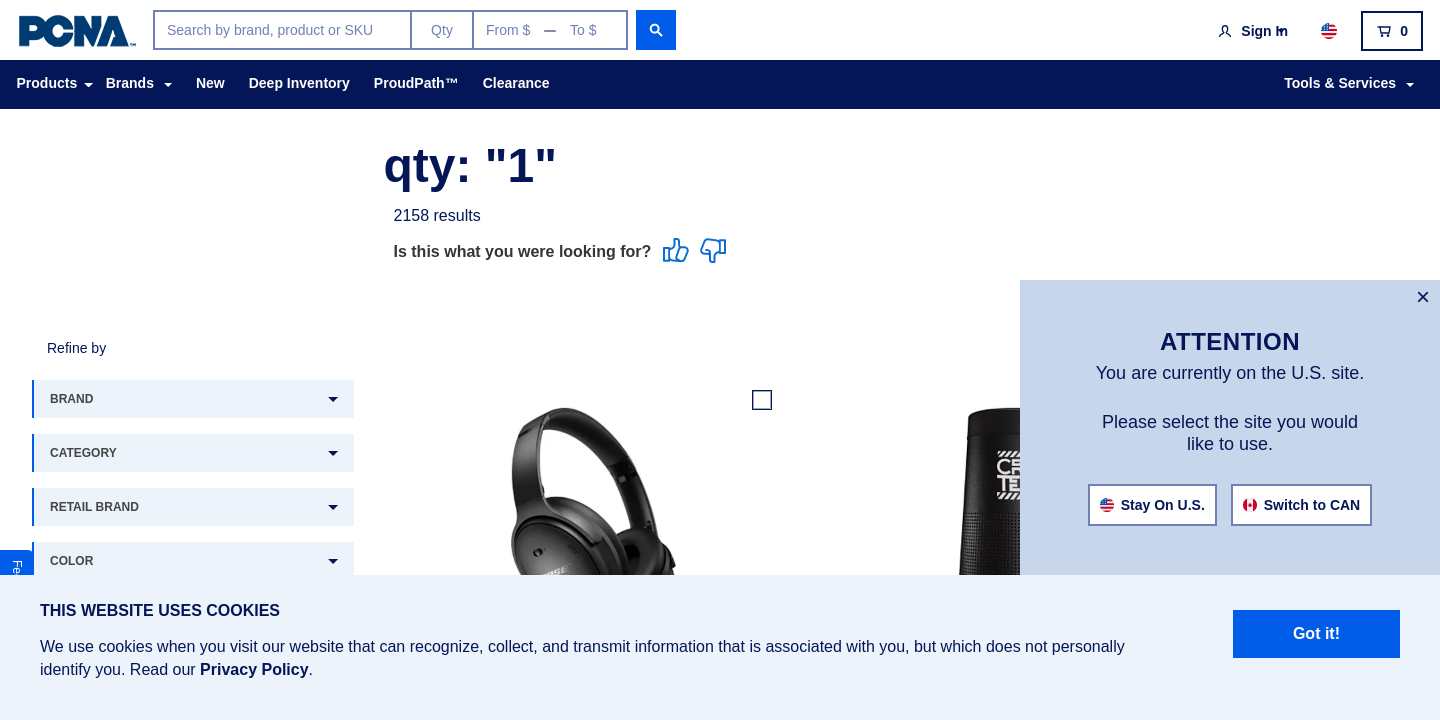 PCNA™
Search by brand, product or SKU
Qty
From $ — To $
Sign In
0
Products
Brands
New
Deep Inventory
ProudPath™
Clearance
Tools & Services
qty: "1"
2158 results
Is this what you were looking for?
×
ATTENTION
You are currently on the U.S. site.
Please select the site you would
like to use.
Stay On U.S.
Switch to CAN
Refine by
BRAND
CATEGORY
RETAIL BRAND
COLOR
THIS WEBSITE USES COOKIES
We use cookies when you visit our website that can recognize, collect, and transmit information that is associated with you, but which does not personally
identify you. Read our Privacy Policy.
Got it!